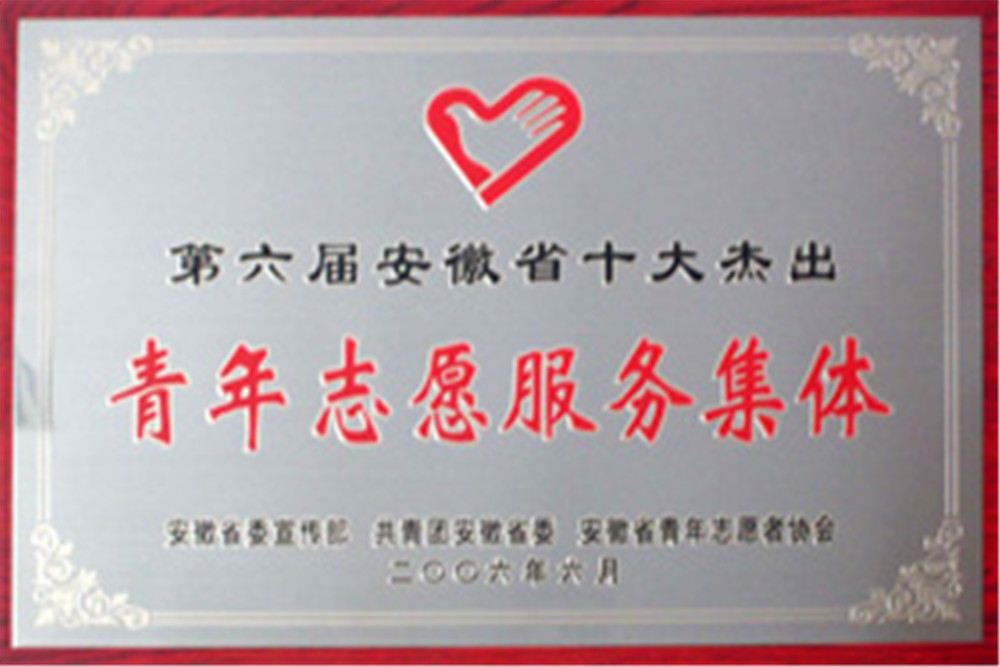 第六届安徽省十大杰出
青年志愿服务集体
安徽省委宣传部 共青团安徽省委 安徽省青年志愿者协会
二〇〇六年六月